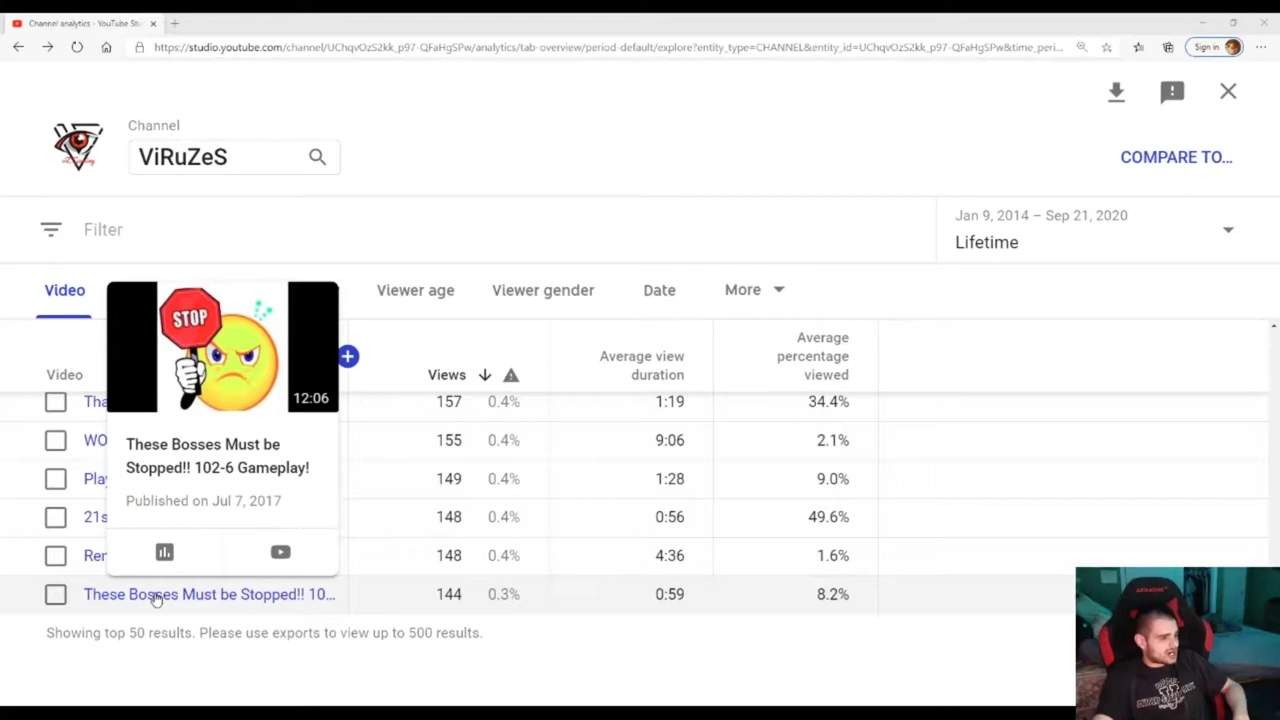 Channel analytics - YouTube Stu
Sign in
https://studio.youtube.com/channel/UChqvOzS2kk_p97-QFaHgSPw/analytics/tab-overview/period-default/explore?entity_type=CHANNEL&entity_id=UChqvOzS2kk_p97-QFaHgSPw&time_peri...
Channel
ViRuZeS
COMPARE TO...
Filter
Jan 9, 2014 – Sep 21, 2020
Lifetime
Video
Viewer age
Viewer gender
Date
More
STOP
12:06
These Bosses Must be
Stopped!! 102-6 Gameplay!
Published on Jul 7, 2017
Video
Views
Average view
duration
Average
percentage
viewed
Tha
157 0.4% 1:19 34.4%
WO
155 0.4% 9:06 2.1%
Play
149 0.4% 1:28 9.0%
21s
148 0.4% 0:56 49.6%
Rem
148 0.4% 4:36 1.6%
These Bosses Must be Stopped!! 10... 144 0.3% 0:59 8.2%
Showing top 50 results. Please use exports to view up to 500 results.